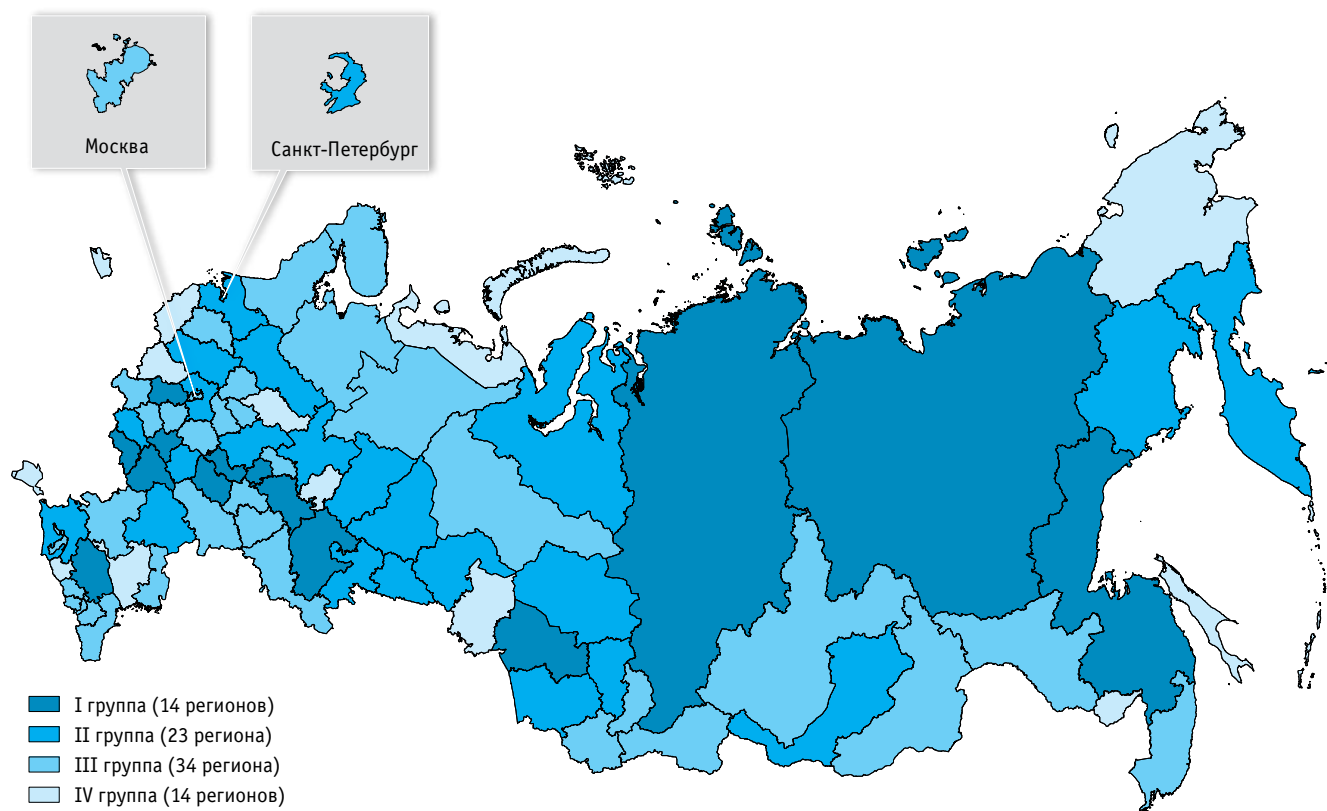 Москва
Санкт-Петербург
I группа (14 регионов)
II группа (23 региона)
III группа (34 региона)
IV группа (14 регионов)